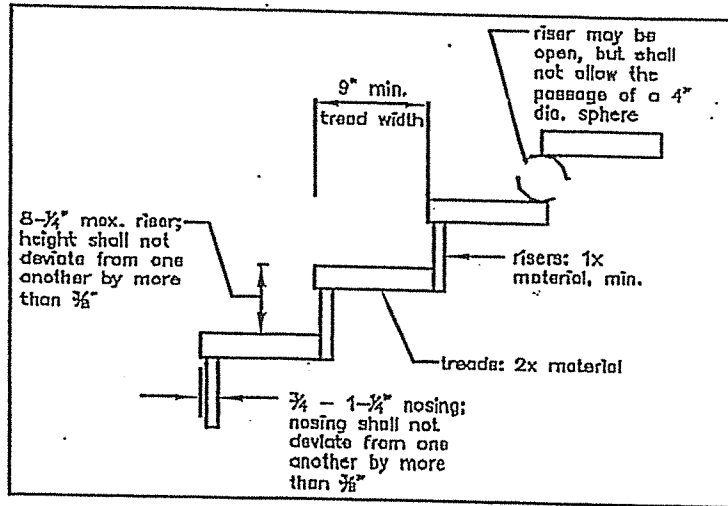 riser may be
open, but shall
not allow the
passage of a 4"
dia. sphere
9" min.
tread width
8-¼" max. riser;
height shall not
deviate from one
another by more
than ⅜"
risers: 1x
material, min.
treads: 2x material
¾ - 1-¼" nosing;
nosing shall not
deviate from one
another by more
than ⅜"